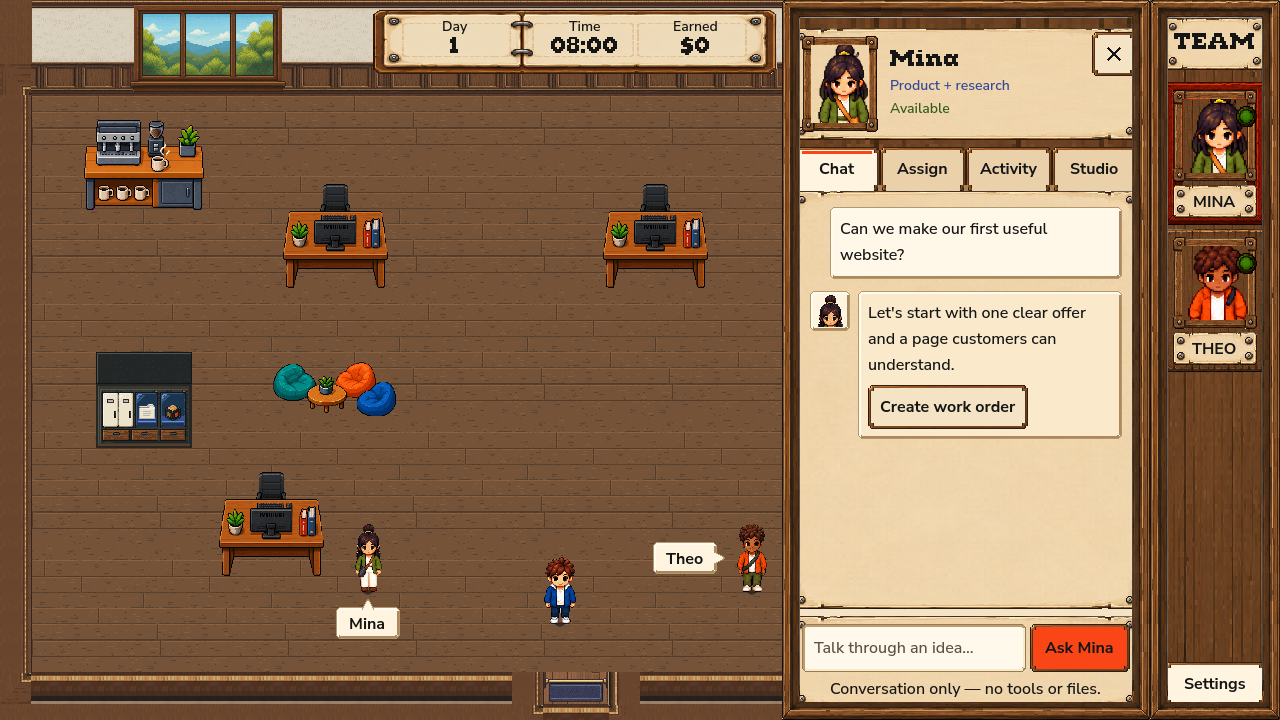 Day
1
Time
08:00
Earned
$0
Mina
Product + research
Available
Chat
Assign
Activity
Studio
Can we make our first useful
website?
Let's start with one clear offer
and a page customers can
understand.
Create work order
Talk through an idea...
Ask Mina
Conversation only — no tools or files.
TEAM
MINA
THEO
Settings
Theo
Mina